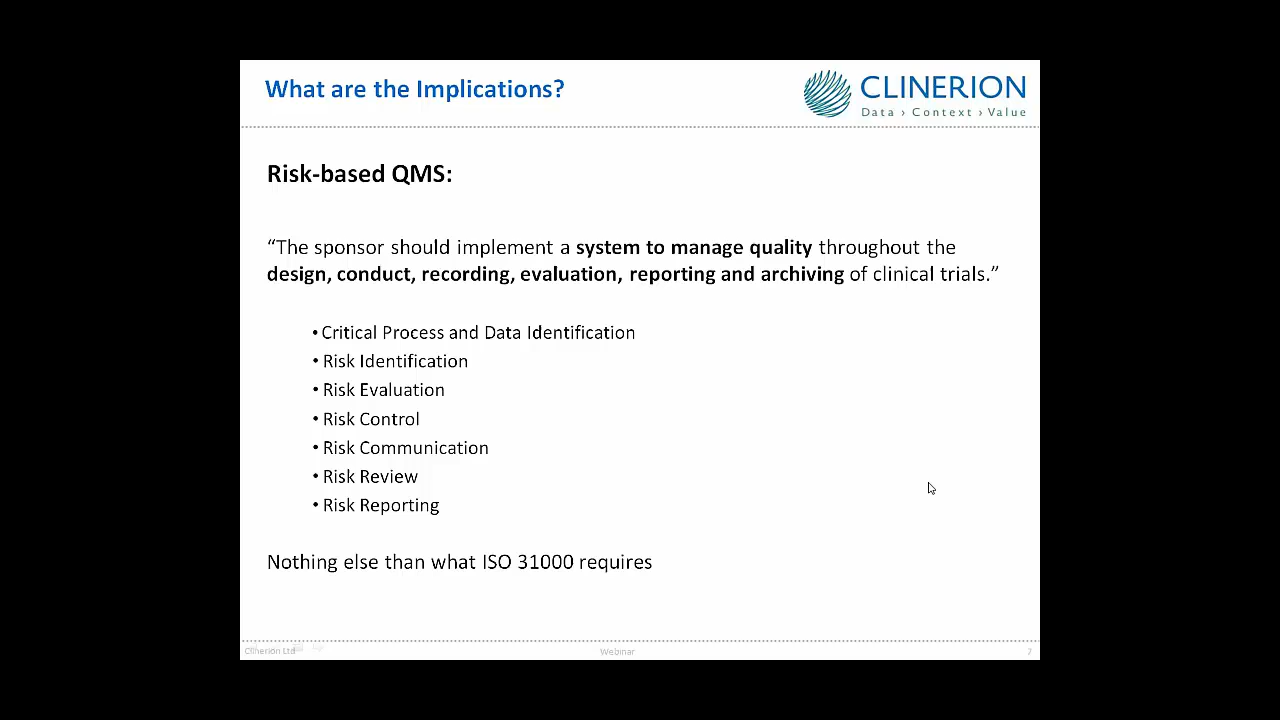 What are the Implications?
CLINERION
Data › Context › Value
Risk-based QMS:
“The sponsor should implement a system to manage quality throughout the
design, conduct, recording, evaluation, reporting and archiving of clinical trials.”
• Critical Process and Data Identification
• Risk Identification
• Risk Evaluation
• Risk Control
• Risk Communication
• Risk Review
• Risk Reporting
Nothing else than what ISO 31000 requires
Clinerion Ltd
Webinar
7